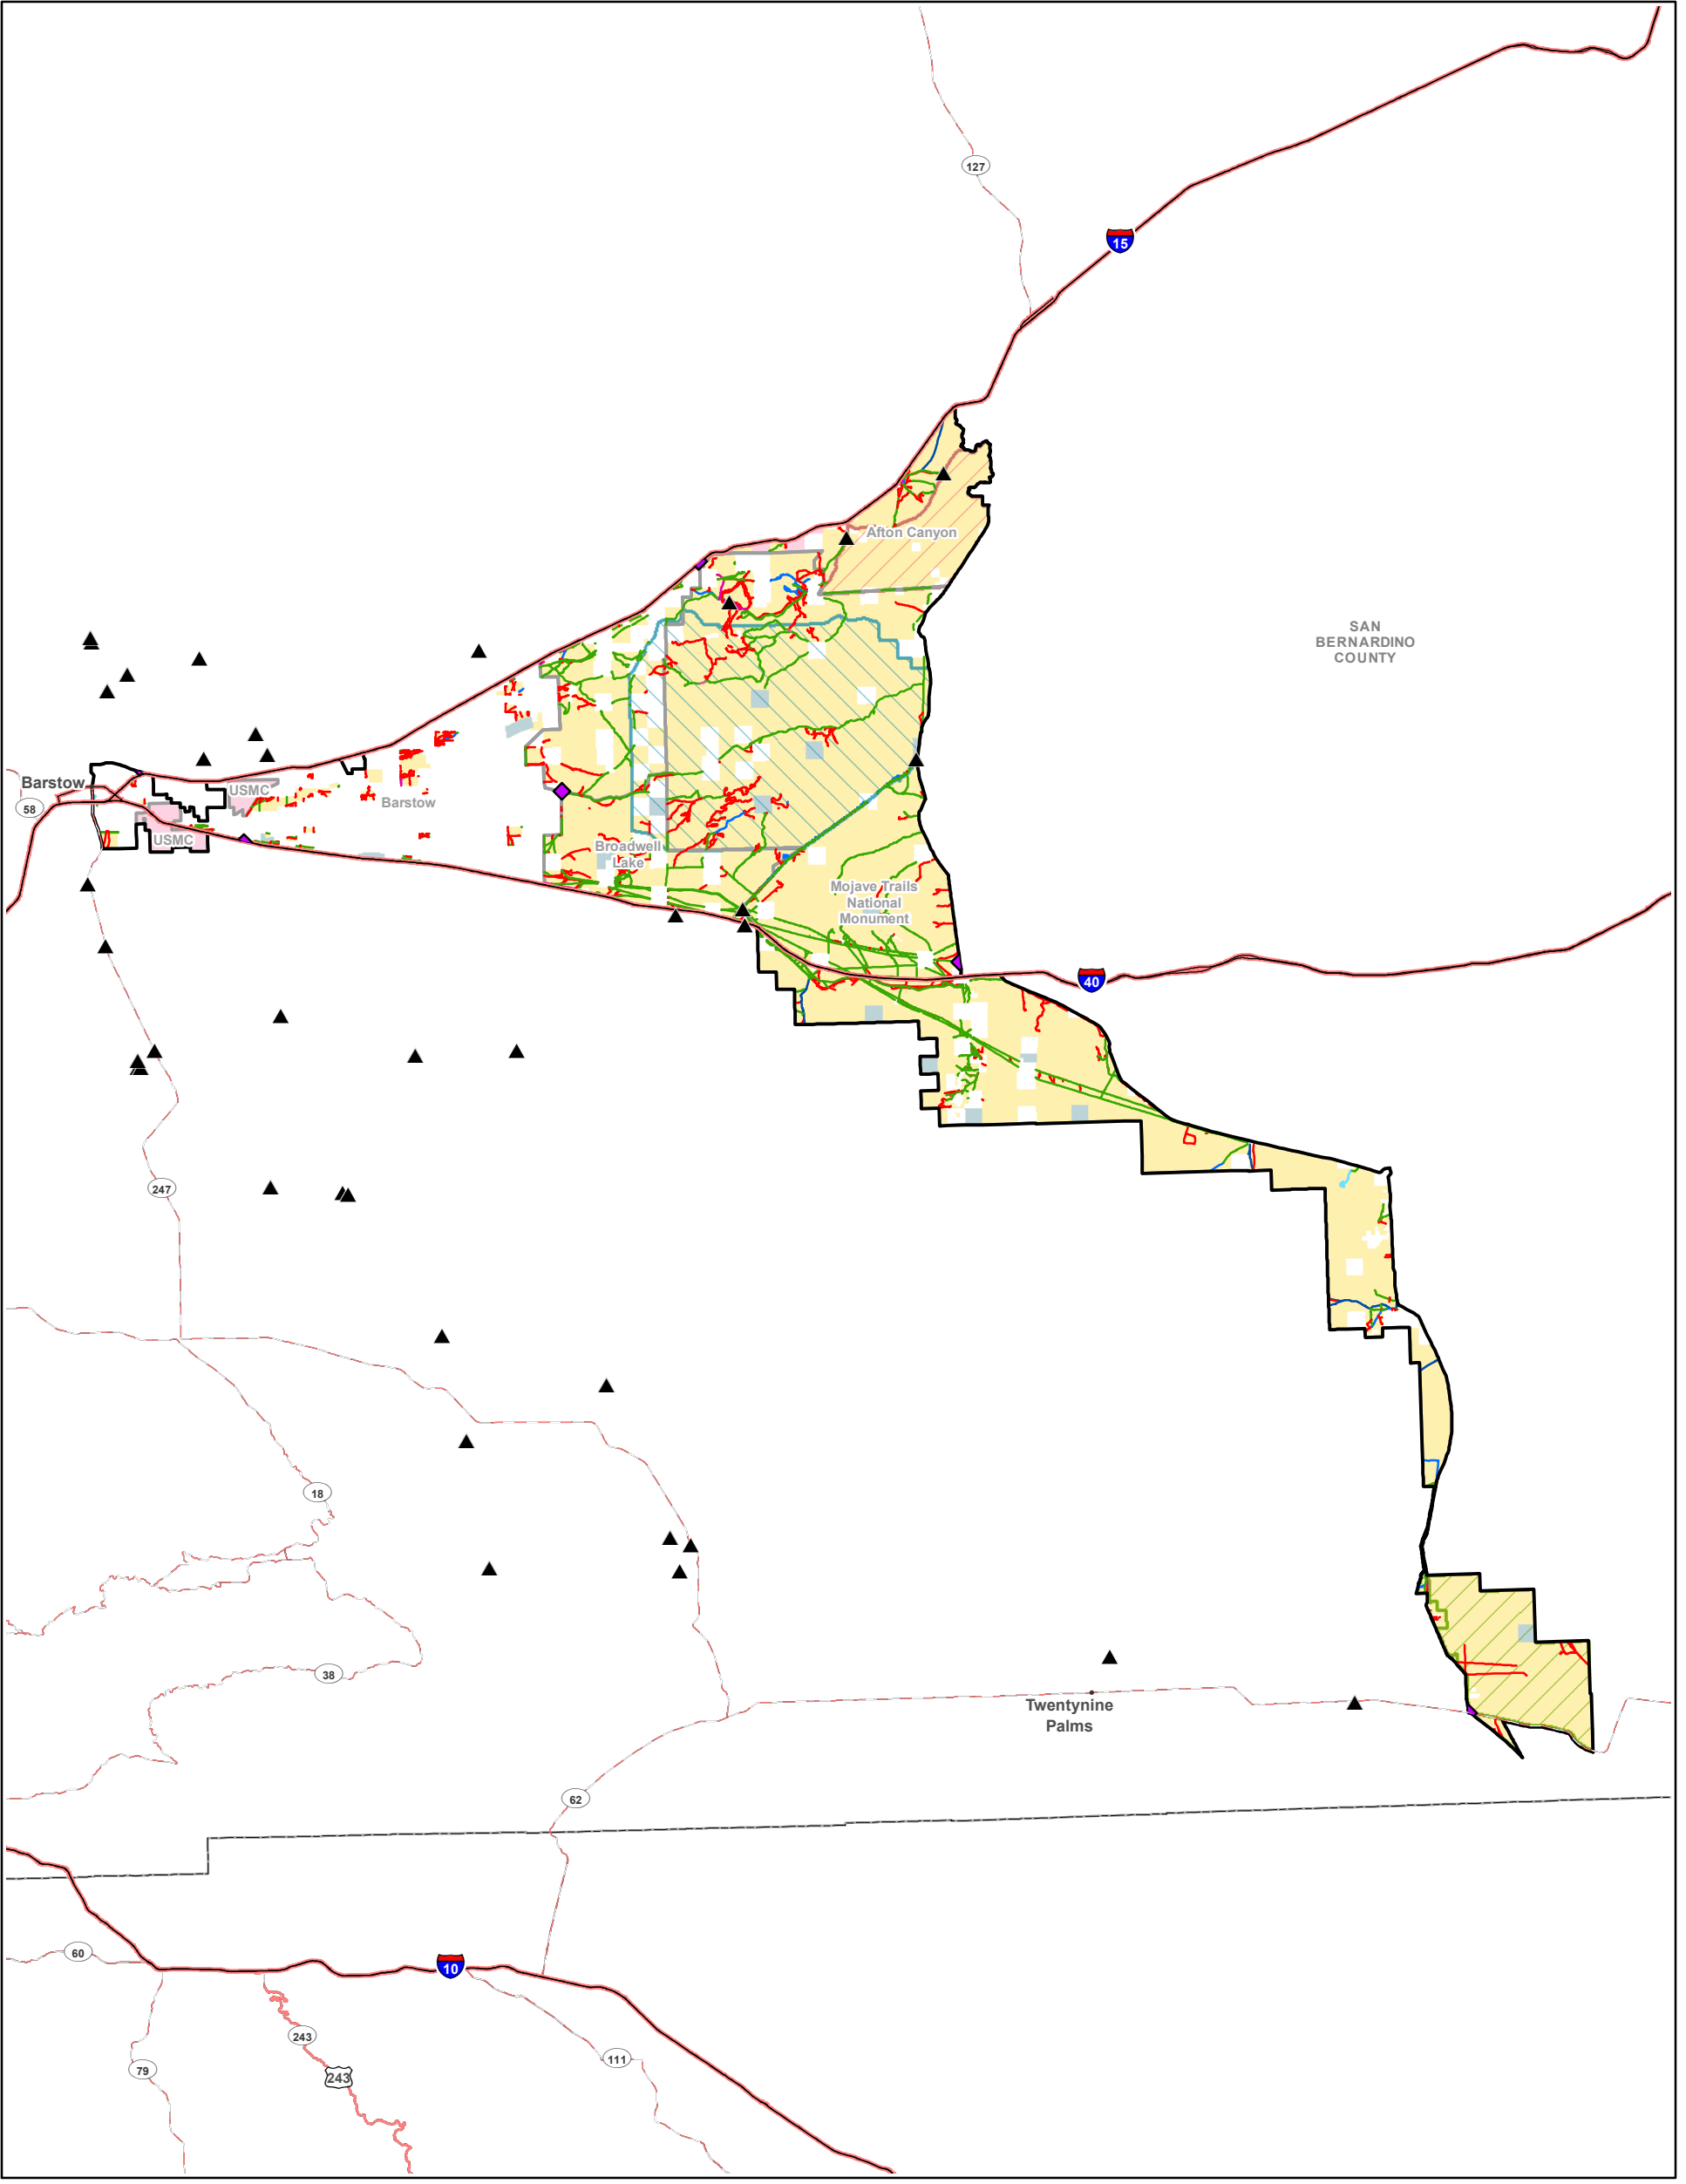 127
15
Afton Canyon
SAN
BERNARDINO
COUNTY
Barstow
58
USMC
USMC
Barstow
Broadwell
Lake
Mojave Trails
National
Monument
40
247
18
38
Twentynine
Palms
62
60
10
243
243
79
111